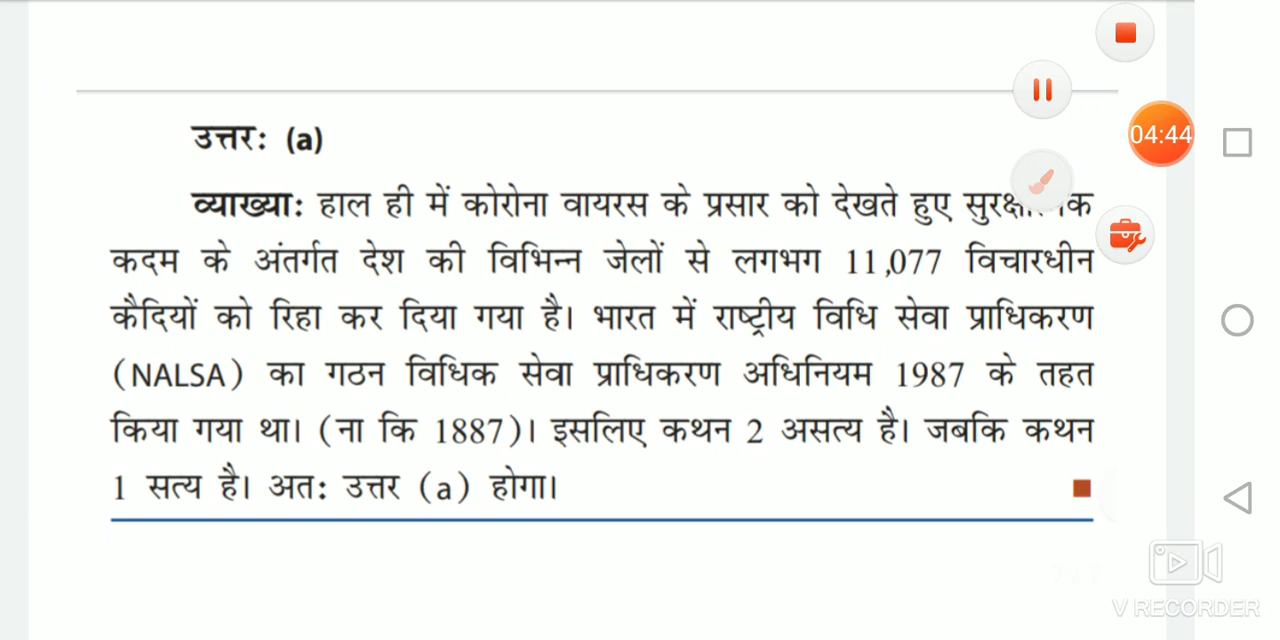 उत्तर: (a)
04:44
व्याख्या: हाल ही में कोरोना वायरस के प्रसार को देखते हुए
कदम के अंतर्गत देश की विभिन्न जेलों से लगभग 11,077 विचारधीन
कैदियों को रिहा कर दिया गया है। भारत में राष्ट्रीय विधि सेवा प्राधिकरण
(NALSA) का गठन विधिक सेवा प्राधिकरण अधिनियम 1987 के तहत
किया गया था। (ना कि 1887)। इसलिए कथन 2 असत्य है। जबकि कथन
1 सत्य है। अत: उत्तर (a) होगा।
V RECORDER